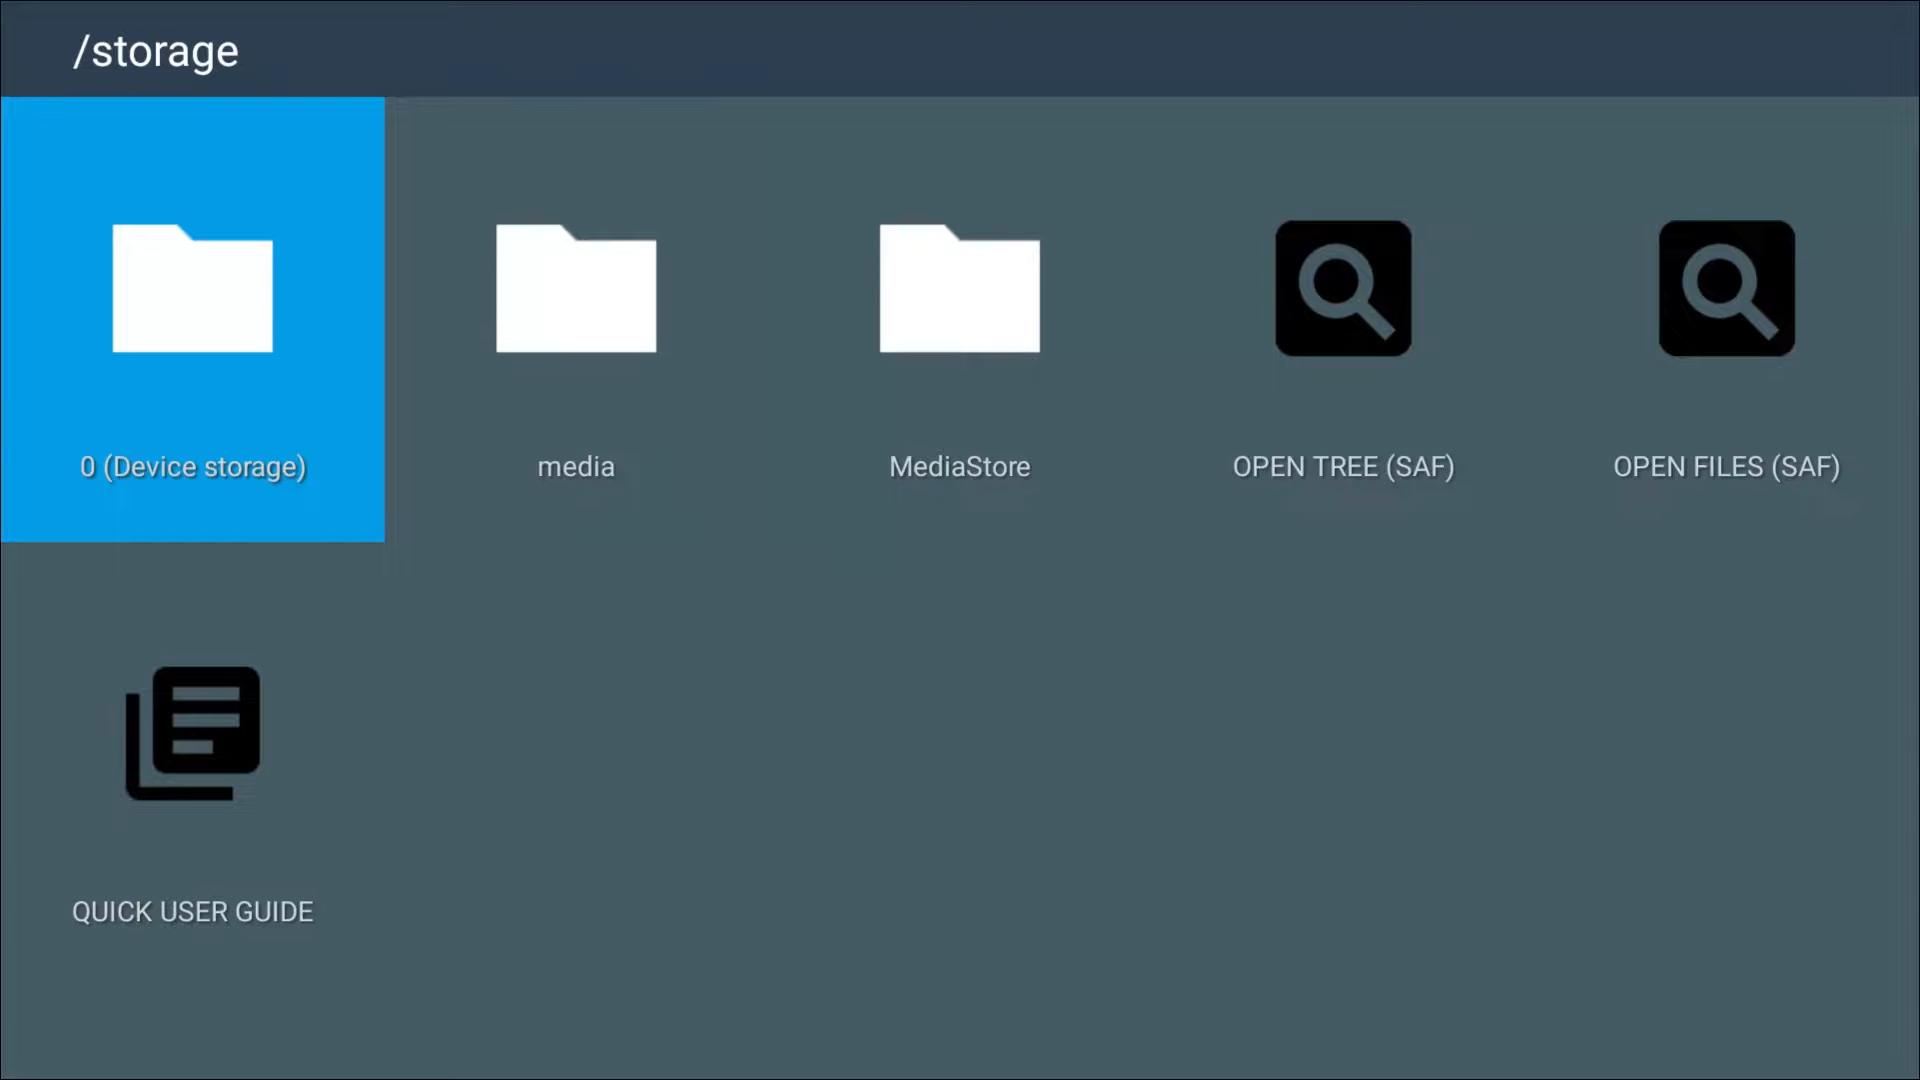 /storage
0 (Device storage)
media
MediaStore
OPEN TREE (SAF)
OPEN FILES (SAF)
QUICK USER GUIDE